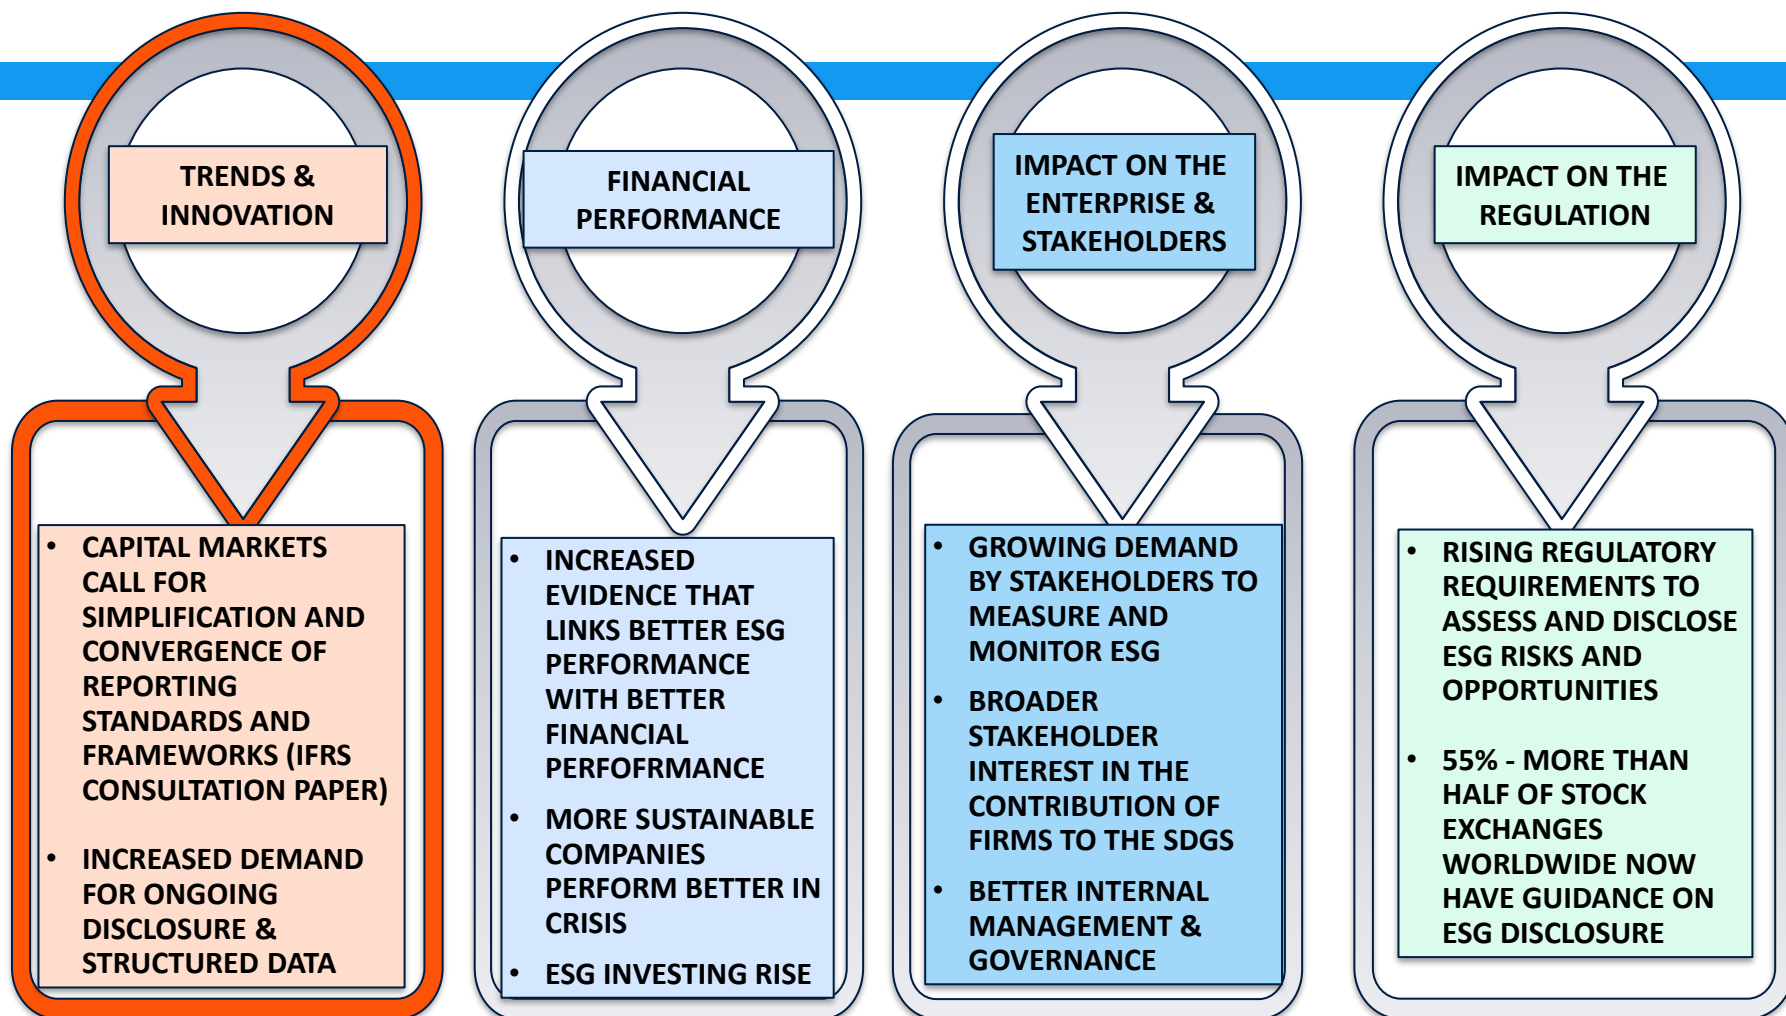 TRENDS &
INNOVATION
FINANCIAL
PERFORMANCE
IMPACT ON THE
ENTERPRISE &
STAKEHOLDERS
IMPACT ON THE
REGULATION
• CAPITAL MARKETS
CALL FOR
SIMPLIFICATION AND
CONVERGENCE OF
REPORTING
STANDARDS AND
FRAMEWORKS (IFRS
CONSULTATION PAPER)
• INCREASED DEMAND
FOR ONGOING
DISCLOSURE &
STRUCTURED DATA
• INCREASED
EVIDENCE THAT
LINKS BETTER ESG
PERFORMANCE
WITH BETTER
FINANCIAL
PERFOFRMANCE
• MORE SUSTAINABLE
COMPANIES
PERFORM BETTER IN
CRISIS
• ESG INVESTING RISE
• GROWING DEMAND
BY STAKEHOLDERS TO
MEASURE AND
MONITOR ESG
• BROADER
STAKEHOLDER
INTEREST IN THE
CONTRIBUTION OF
FIRMS TO THE SDGS
• BETTER INTERNAL
MANAGEMENT &
GOVERNANCE
• RISING REGULATORY
REQUIREMENTS TO
ASSESS AND DISCLOSE
ESG RISKS AND
OPPORTUNITIES
• 55% - MORE THAN
HALF OF STOCK
EXCHANGES
WORLDWIDE NOW
HAVE GUIDANCE ON
ESG DISCLOSURE